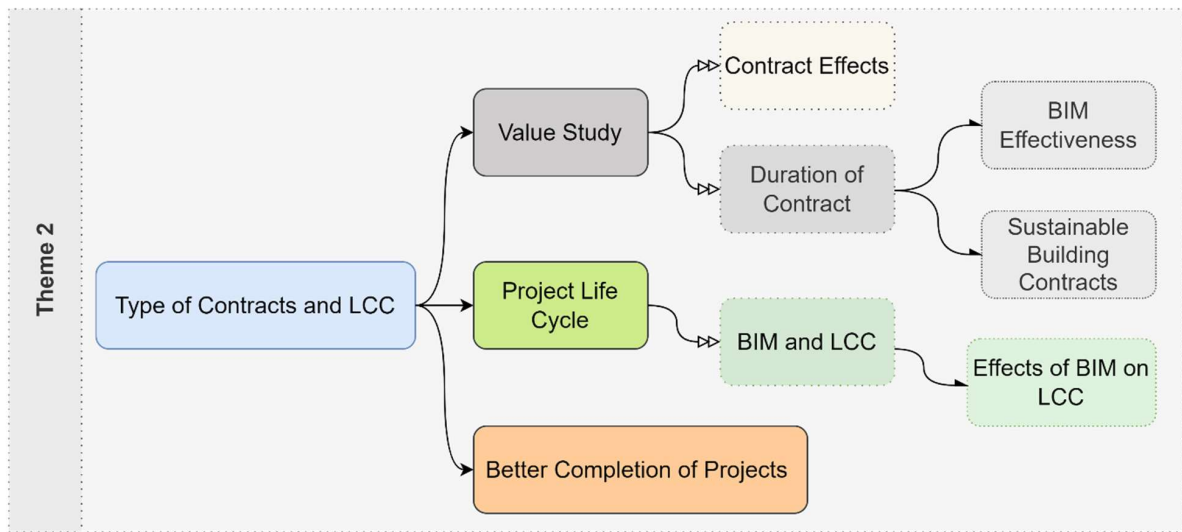 Theme 2
Type of Contracts and LCC
Value Study
Project Life
Cycle
Better Completion of Projects
Contract Effects
Duration of
Contract
BIM and LCC
BIM
Effectiveness
Sustainable
Building
Contracts
Effects of BIM on
LCC